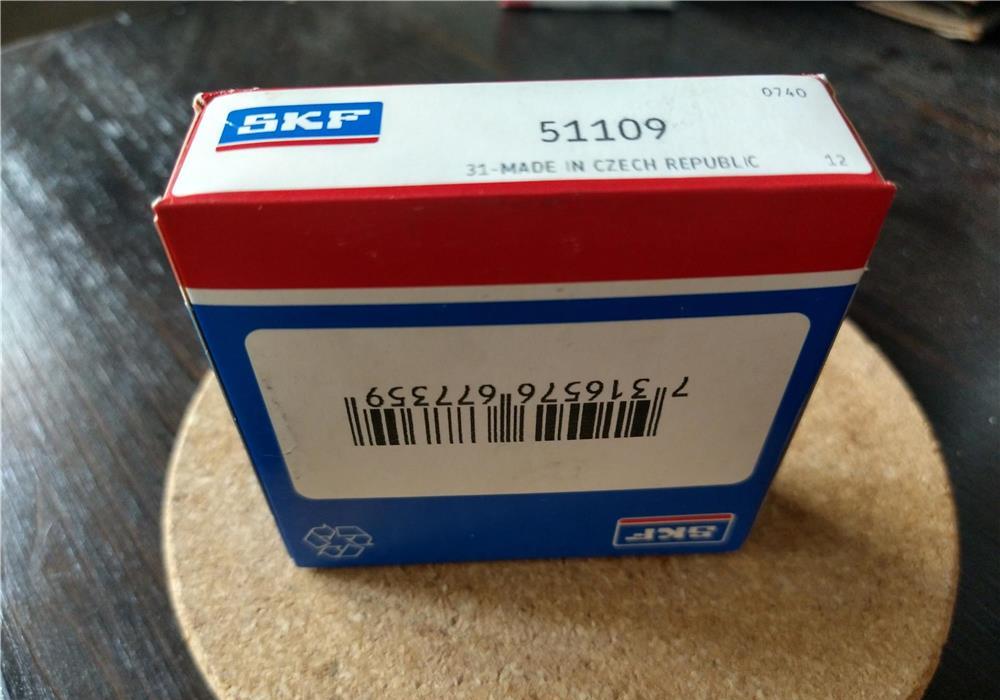 SKF
0740
51109
31-MADE IN CZECH REPUBLIC
12
7 316576 677359
SKF